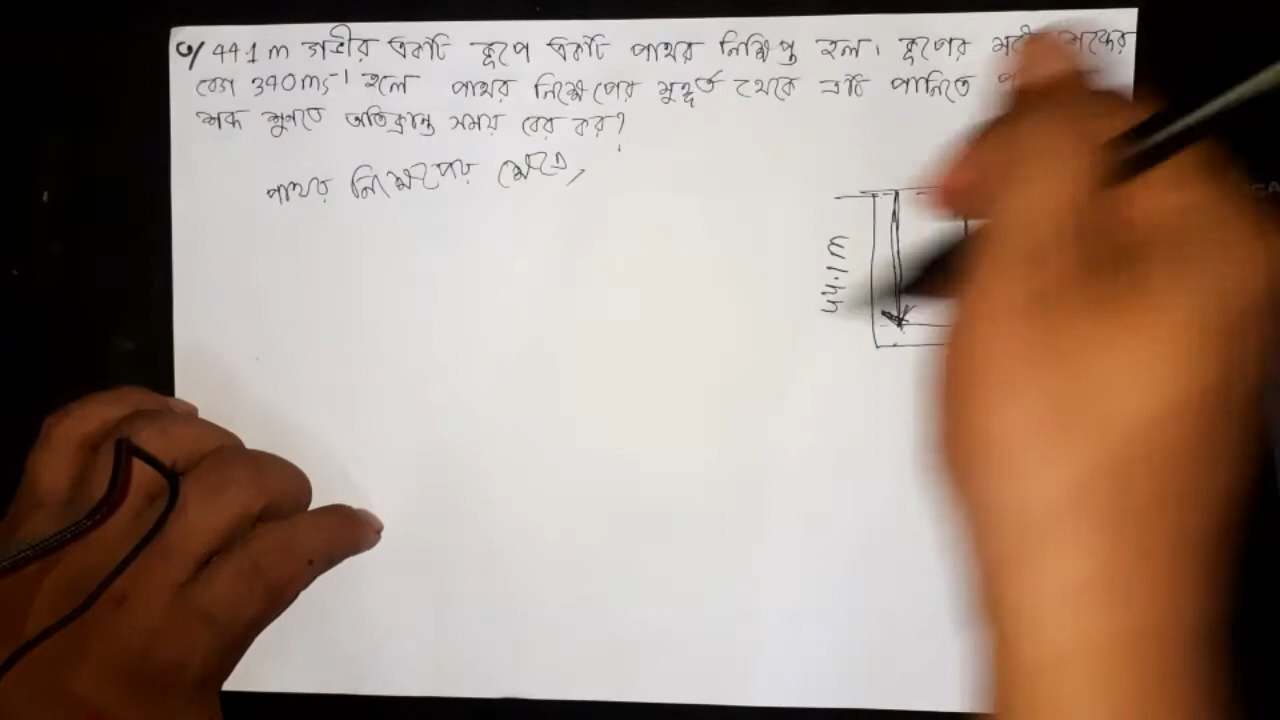 ৩/ 44.1 m গভীর একটি কূপে একটি পাথর নিক্ষিপ্ত হল। কূপের
বেগ 340 ms⁻¹ হলে পাথর নিক্ষেপের মুহূর্ত থেকে এটি পানিতে
শব্দ শুনতে অতিক্রান্ত সময় বের কর?
পাথর নিক্ষেপের ক্ষেত্রে,
44.1 m